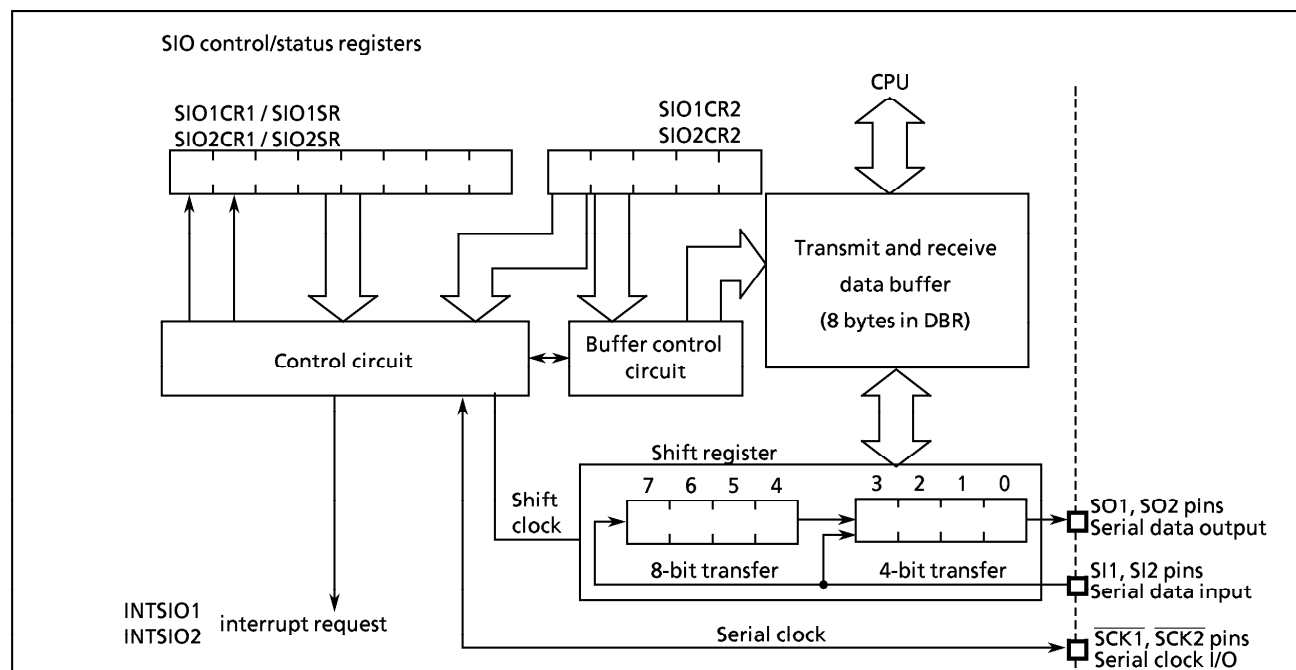 SIO control/status registers
CPU
SIO1CR1 / SIO1SR
SIO2CR1 / SIO2SR
SIO1CR2
SIO2CR2
Transmit and receive
data buffer
(8 bytes in DBR)
Control circuit
Buffer control
circuit
Shift register
7 6 5 4 3 2 1 0
Shift
clock
SO1, SO2 pins
Serial data output
8-bit transfer
4-bit transfer
SI1, SI2 pins
Serial data input
INTSIO1
INTSIO2
interrupt request
Serial clock
SCK1, SCK2 pins
Serial clock I/O